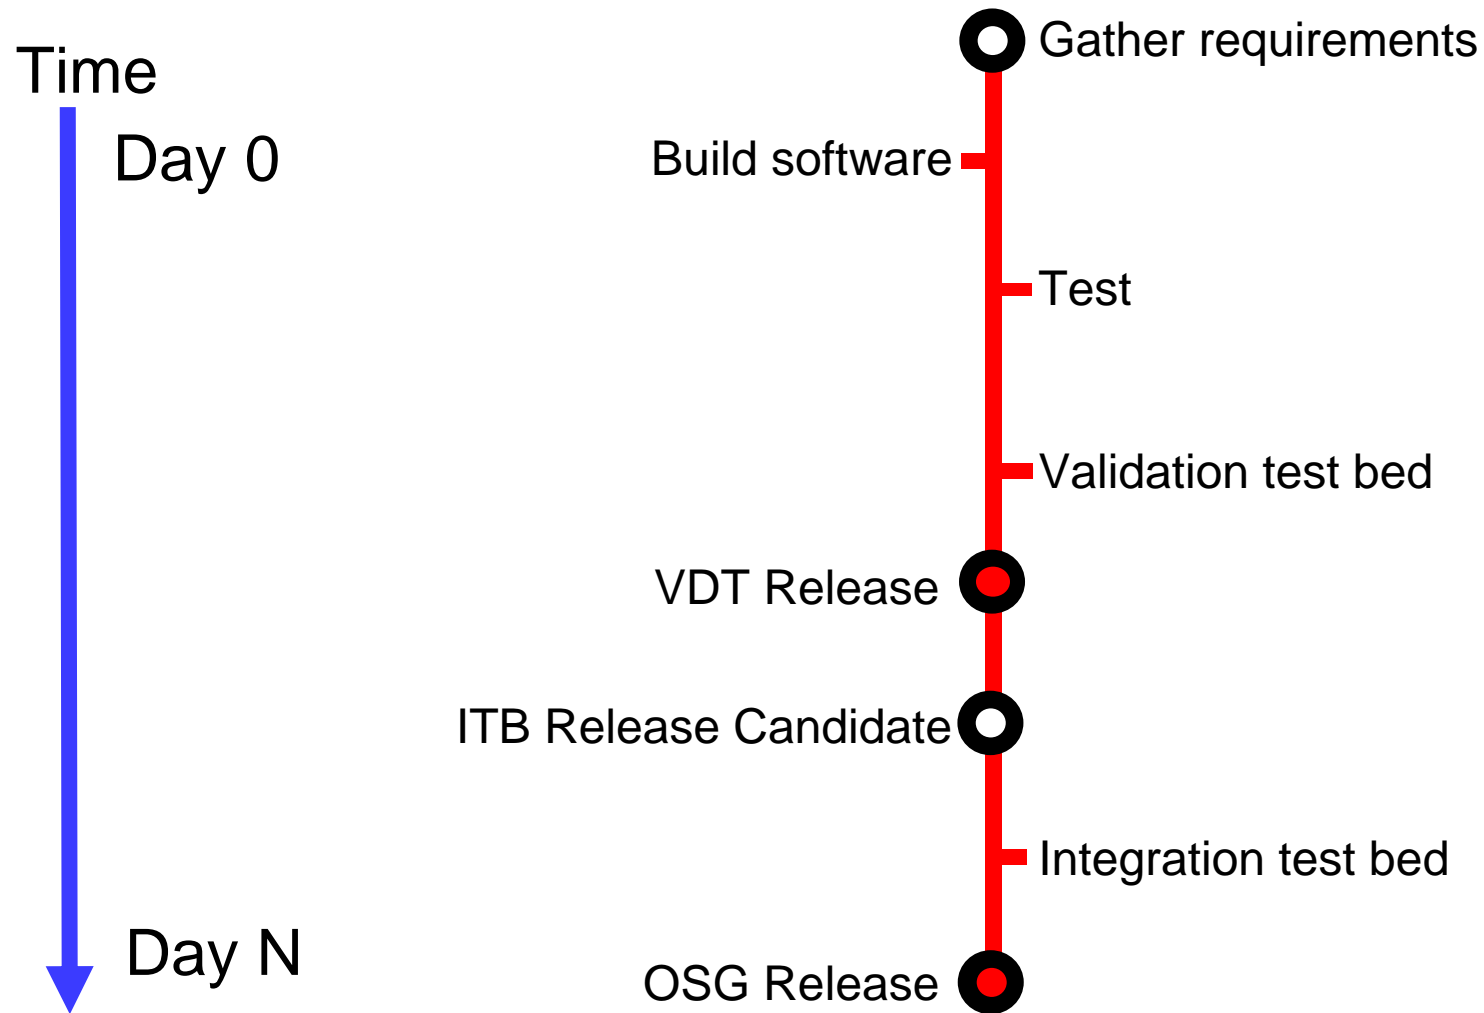 Time
Day 0
Day N
Gather requirements
Build software
Test
Validation test bed
VDT Release
ITB Release Candidate
Integration test bed
OSG Release